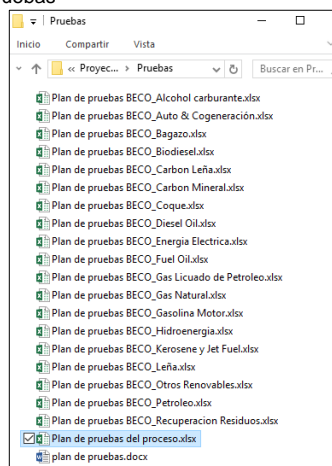 Pruebas
Inicio Compartir Vista
« Proyec... > Pruebas Buscar en Pr...
Plan de pruebas BECO_Alcohol carburante.xlsx
Plan de pruebas BECO_Auto & Cogeneración.xlsx
Plan de pruebas BECO_Bagazo.xlsx
Plan de pruebas BECO_Biodiesel.xlsx
Plan de pruebas BECO_Carbon Leña.xlsx
Plan de pruebas BECO_Carbon Mineral.xlsx
Plan de pruebas BECO_Coque.xlsx
Plan de pruebas BECO_Diesel Oil.xlsx
Plan de pruebas BECO_Energia Electrica.xlsx
Plan de pruebas BECO_Fuel Oil.xlsx
Plan de pruebas BECO_Gas Licuado de Petroleo.xlsx
Plan de pruebas BECO_Gas Natural.xlsx
Plan de pruebas BECO_Gasolina Motor.xlsx
Plan de pruebas BECO_Hidroenergia.xlsx
Plan de pruebas BECO_Kerosene y Jet Fuel.xlsx
Plan de pruebas BECO_Leña.xlsx
Plan de pruebas BECO_Otros Renovables.xlsx
Plan de pruebas BECO_Petroleo.xlsx
Plan de pruebas BECO_Recuperacion Residuos.xlsx
Plan de pruebas del proceso.xlsx
plan de pruebas.docx